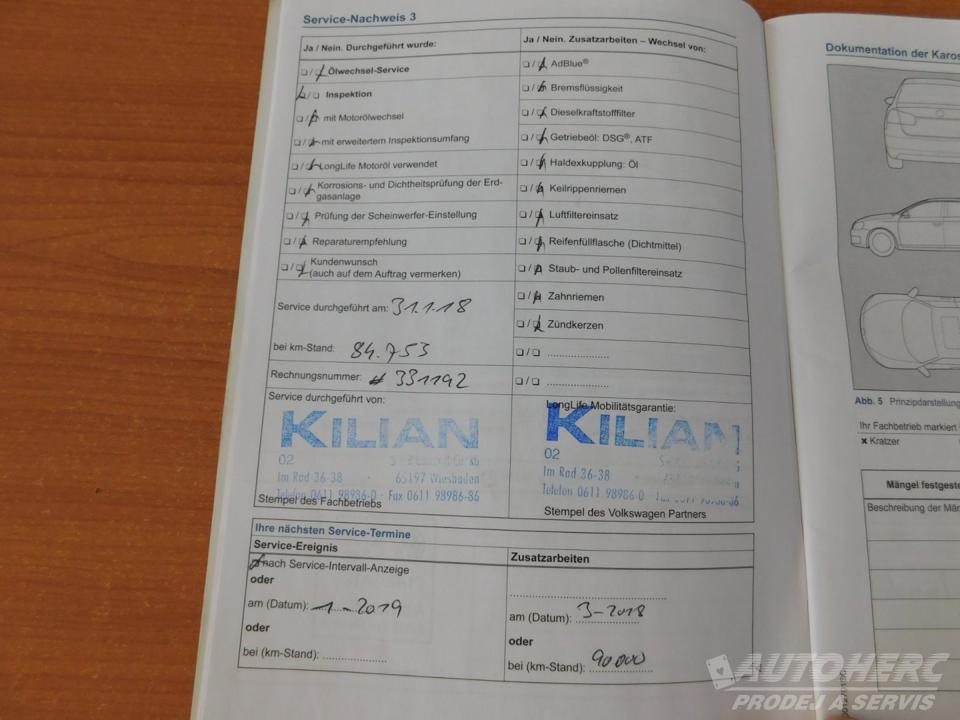 Service-Nachweis 3
Ja / Nein. Durchgeführt wurde:
Ölwechsel-Service
Inspektion
mit Motorölwechsel
mit erweitertem Inspektionsumfang
LongLife Motoröl verwendet
Korrosions- und Dichtheitsprüfung der Erd-
gasanlage
Prüfung der Scheinwerfer-Einstellung
Reparaturempfehlung
Kundenwunsch
(auch auf dem Auftrag vermerken)
Service durchgeführt am: 31.1.18
bei km-Stand: 84.753
Rechnungsnummer: # 331192
Service durchgeführt von:
KILIAN
02
Im Rad 36-38 65197 Wiesbaden
Telefon 0611 98986-0 · Fax 0611 98986-86
Stempel des Fachbetriebs
Ja / Nein. Zusatzarbeiten – Wechsel von:
AdBlue®
Bremsflüssigkeit
Dieselkraftstofffilter
Getriebeöl: DSG®, ATF
Haldexkupplung: Öl
Keilrippenriemen
Luftfiltereinsatz
Reifenfüllflasche (Dichtmittel)
Staub- und Pollenfiltereinsatz
Zahnriemen
Zündkerzen
LongLife Mobilitätsgarantie:
KILIAN
02
Im Rad 36-38
Telefon 0611 98986 0
Stempel des Volkswagen Partners
Ihre nächsten Service-Termine
Service-Ereignis
nach Service-Intervall-Anzeige
oder
am (Datum): 1-2019
oder
bei (km-Stand):
Zusatzarbeiten
am (Datum): 3-2018
oder
bei (km-Stand): 90000
Dokumentation der Karos
Abb. 5 Prinzipdarstellung
Ihr Fachbetrieb markiert
x Kratzer
Mängel festgeste
Beschreibung der Män
AUTOHERC
PRODEJ A SERVIS